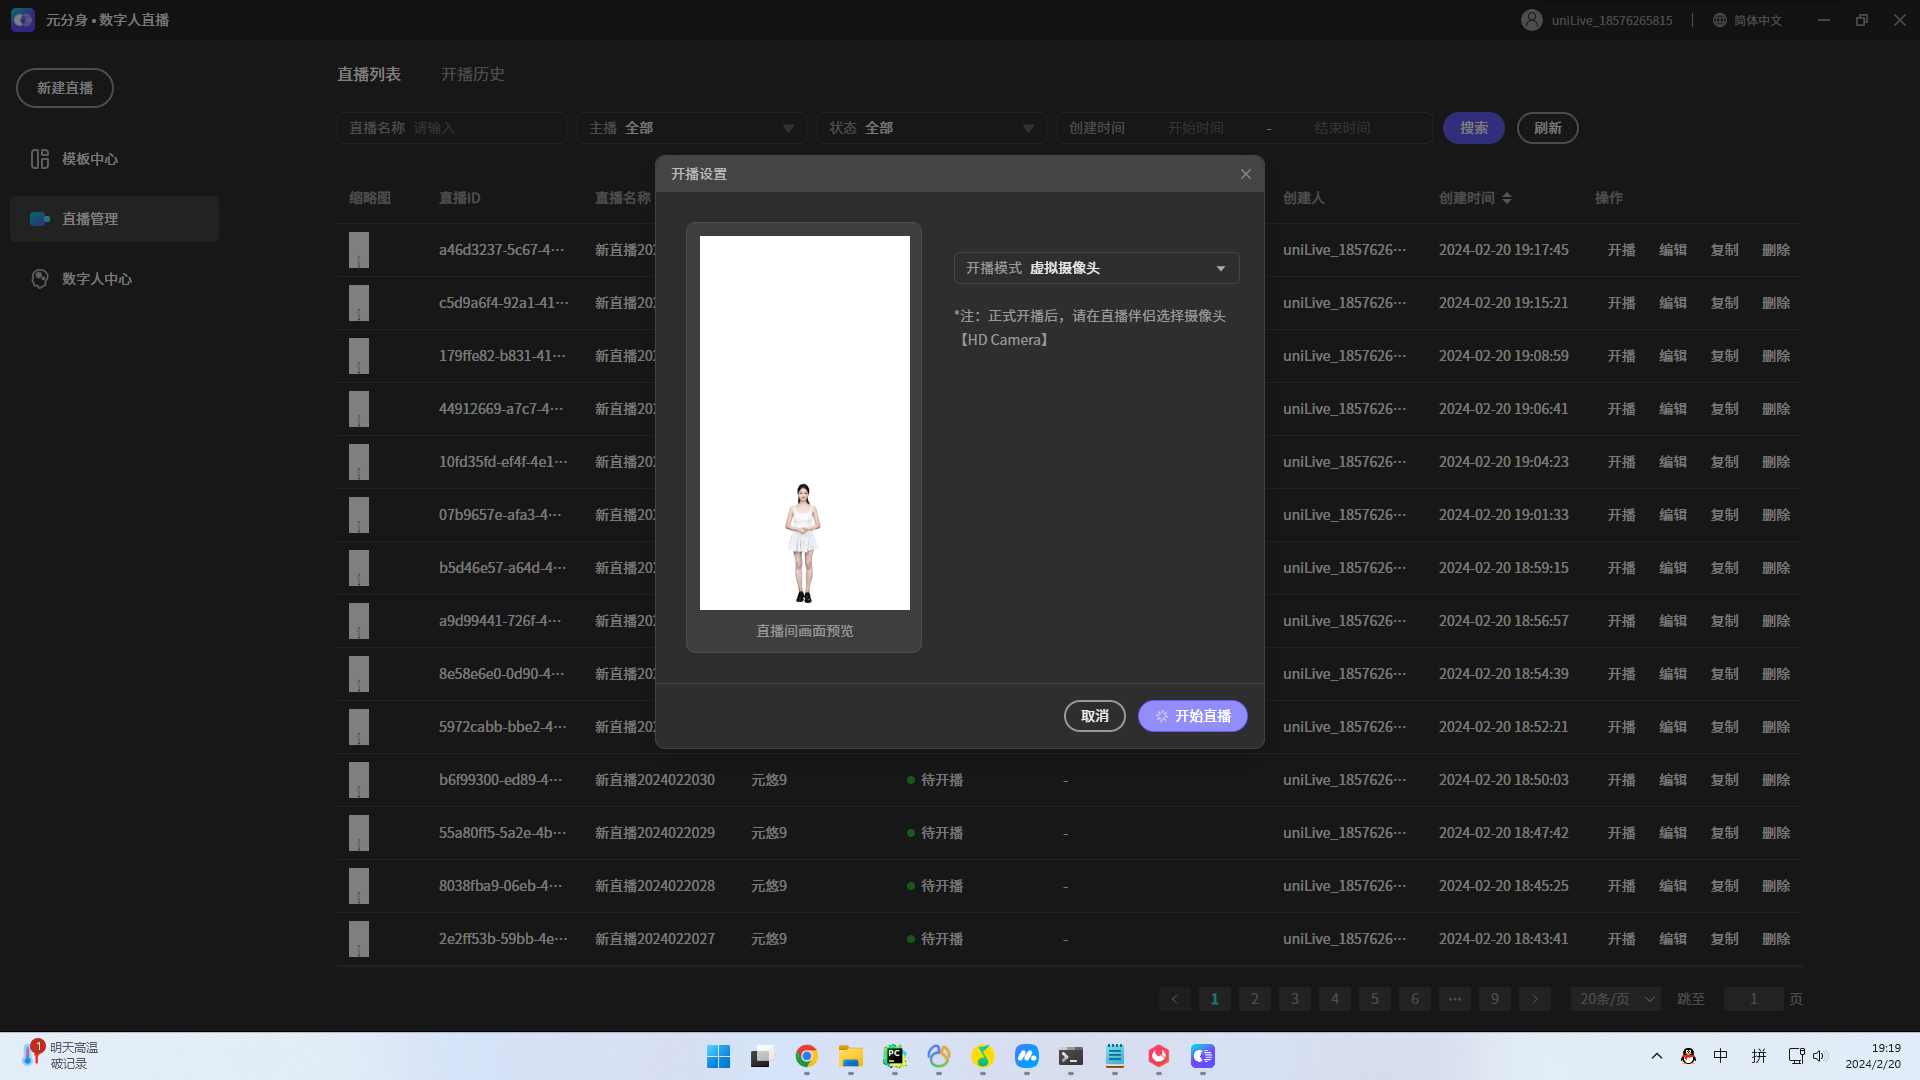 元分身 • 数字人直播
uniLive_18576265815
简体中文
新建直播
模板中心
直播管理
数字人中心
直播列表 开播历史
直播名称 请输入
主播 全部
状态 全部
创建时间 开始时间 - 结束时间
搜索
刷新
缩略图 直播ID 直播名称 创建人 创建时间 操作
a46d3237-5c67-4··· 新直播202 uniLive_1857626··· 2024-02-20 19:17:45 开播 编辑 复制 删除
c5d9a6f4-92a1-41··· 新直播202 uniLive_1857626··· 2024-02-20 19:15:21 开播 编辑 复制 删除
179ffe82-b831-41··· 新直播202 uniLive_1857626··· 2024-02-20 19:08:59 开播 编辑 复制 删除
44912669-a7c7-4··· 新直播202 uniLive_1857626··· 2024-02-20 19:06:41 开播 编辑 复制 删除
10fd35fd-ef4f-4e1··· 新直播202 uniLive_1857626··· 2024-02-20 19:04:23 开播 编辑 复制 删除
07b9657e-afa3-4··· 新直播202 uniLive_1857626··· 2024-02-20 19:01:33 开播 编辑 复制 删除
b5d46e57-a64d-4··· 新直播202 uniLive_1857626··· 2024-02-20 18:59:15 开播 编辑 复制 删除
a9d99441-726f-4··· 新直播202 uniLive_1857626··· 2024-02-20 18:56:57 开播 编辑 复制 删除
8e58e6e0-0d90-4··· 新直播202 uniLive_1857626··· 2024-02-20 18:54:39 开播 编辑 复制 删除
5972cabb-bbe2-4··· 新直播202 uniLive_1857626··· 2024-02-20 18:52:21 开播 编辑 复制 删除
b6f99300-ed89-4··· 新直播2024022030 元悠9 待开播 - uniLive_1857626··· 2024-02-20 18:50:03 开播 编辑 复制 删除
55a80ff5-5a2e-4b··· 新直播2024022029 元悠9 待开播 - uniLive_1857626··· 2024-02-20 18:47:42 开播 编辑 复制 删除
8038fba9-06eb-4··· 新直播2024022028 元悠9 待开播 - uniLive_1857626··· 2024-02-20 18:45:25 开播 编辑 复制 删除
2e2ff53b-59bb-4e··· 新直播2024022027 元悠9 待开播 - uniLive_1857626··· 2024-02-20 18:43:41 开播 编辑 复制 删除
开播设置
开播模式 虚拟摄像头
*注：正式开播后，请在直播伴侣选择摄像头
【HD Camera】
直播间画面预览
取消
开始直播
1 2 3 4 5 6 ··· 9 20条/页 跳至 1 页
1
明天高温
破记录
PC
中
拼
19:19
2024/2/20